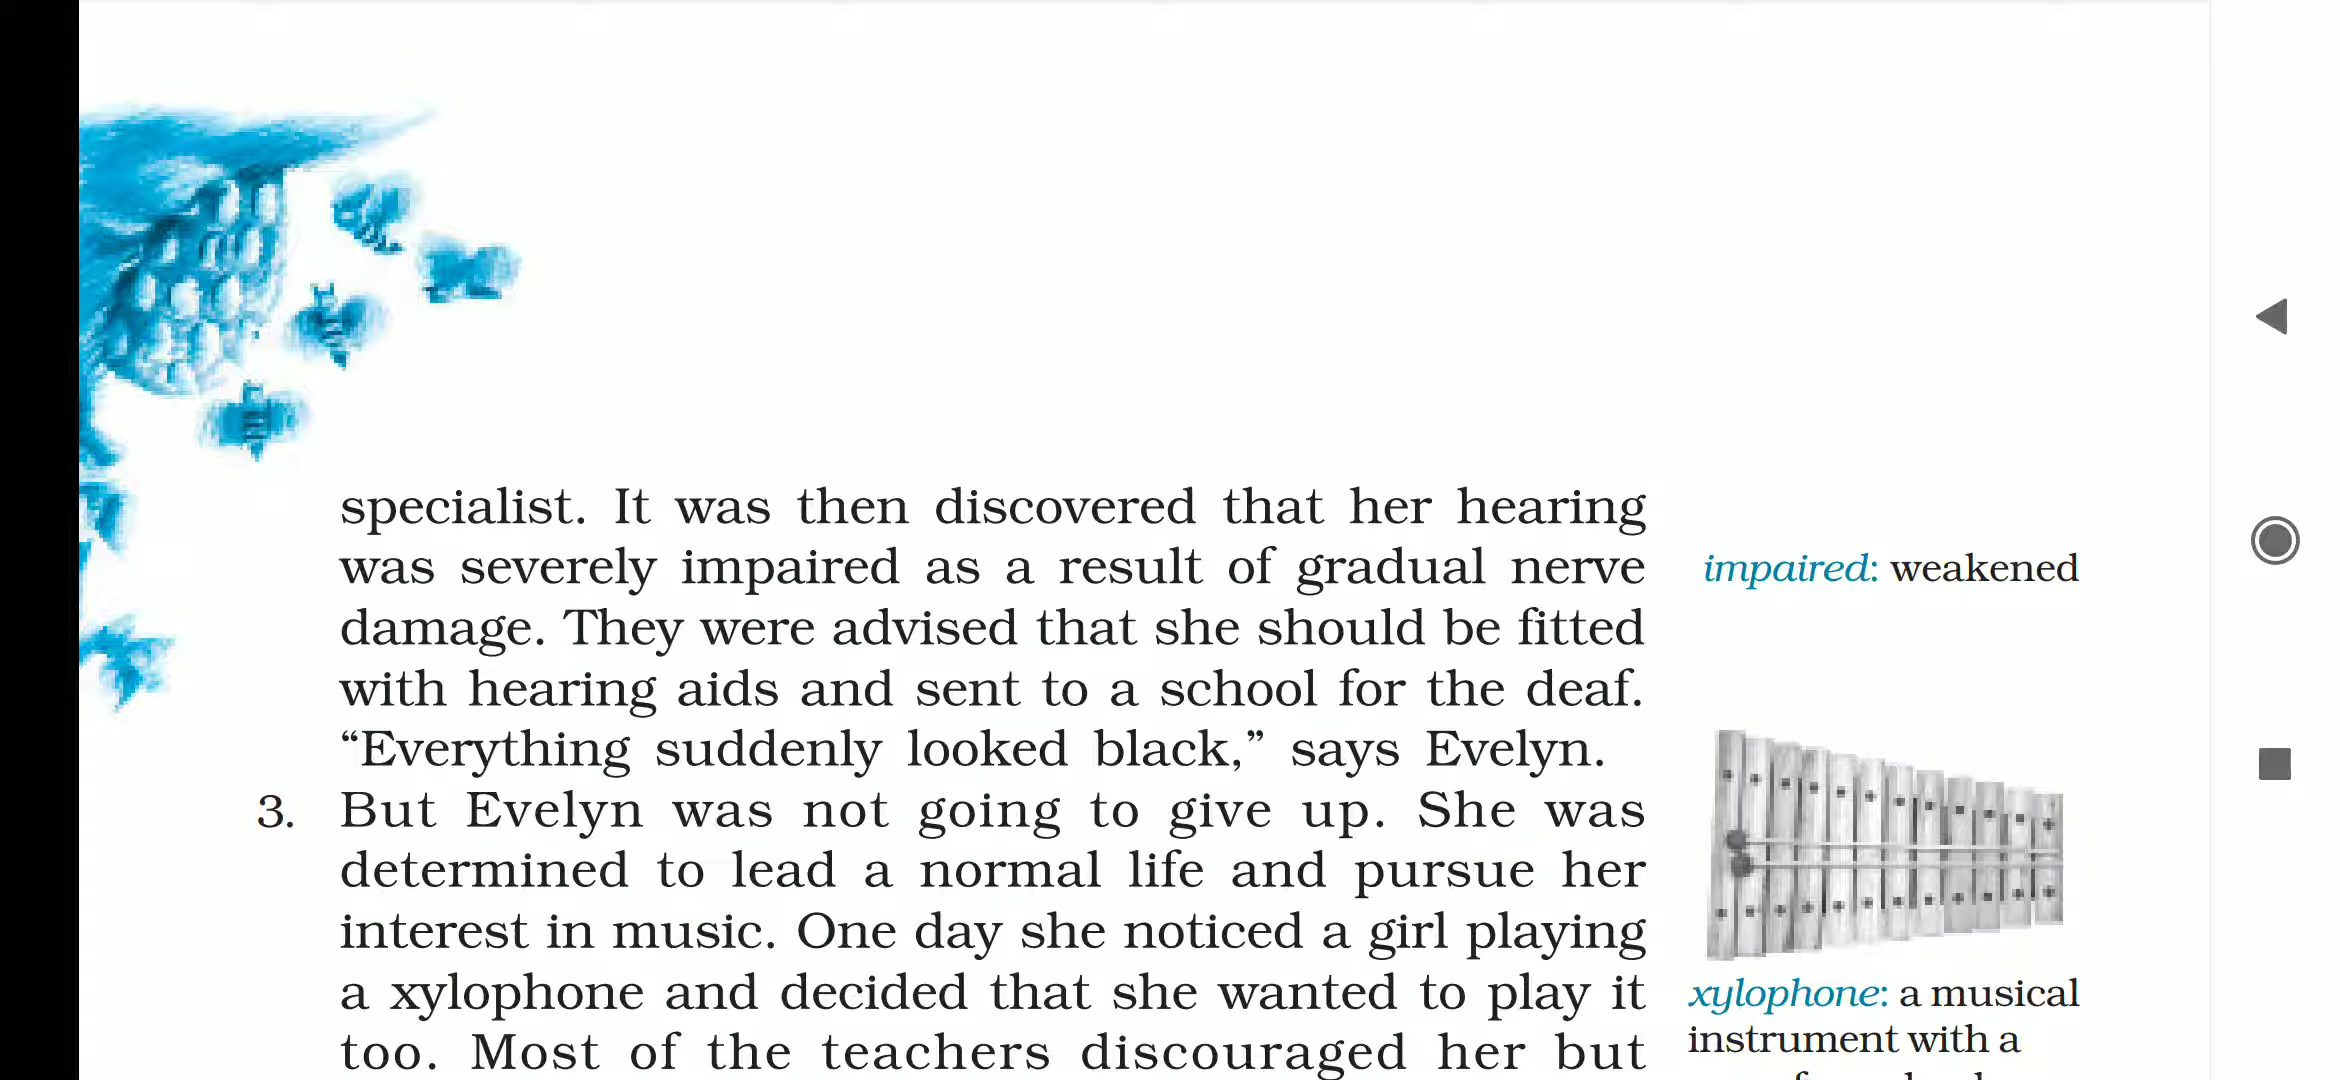 specialist. It was then discovered that her hearing
was severely impaired as a result of gradual nerve
damage. They were advised that she should be fitted
with hearing aids and sent to a school for the deaf.
“Everything suddenly looked black,” says Evelyn.
3. But Evelyn was not going to give up. She was
determined to lead a normal life and pursue her
interest in music. One day she noticed a girl playing
a xylophone and decided that she wanted to play it
too. Most of the teachers discouraged her but
impaired: weakened
xylophone: a musical
instrument with a